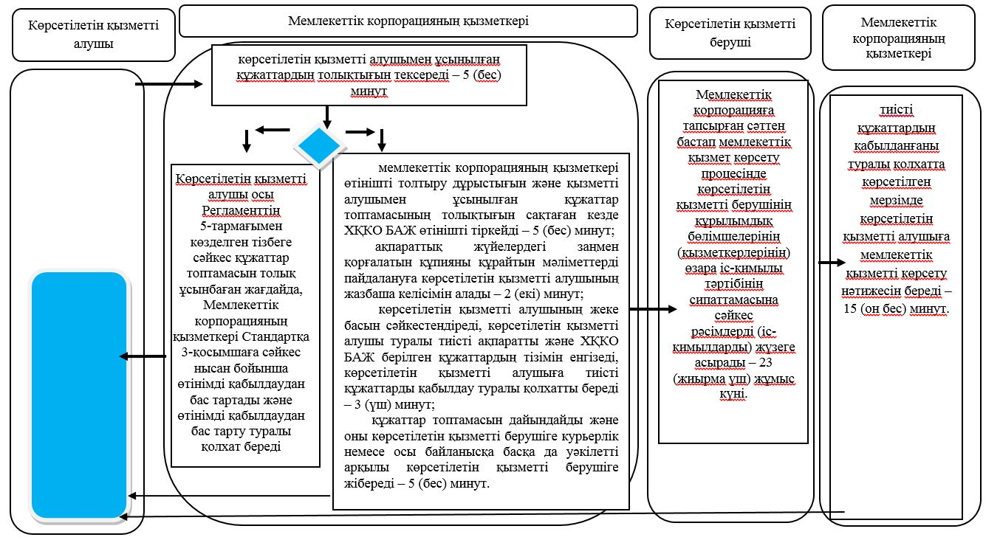 Көрсетілетін қызметті
алушы
Мемлекеттік корпорацияның қызметкері
Көрсетілетін қызметті
беруші
Мемлекеттік
корпорацияның
қызметкері
көрсетілетін қызметті алушымен ұсынылған
құжаттардың толықтығын тексереді – 5 (бес)
минут
Көрсетілетін қызметті
алушы осы
Регламенттің
5-тармағымен
көзделген тізбеге
сәйкес құжаттар
топтамасын толық
ұсынбаған жағдайда,
Мемлекеттік
корпорацияның
қызметкері Стандартқа
3-қосымшаға сәйкес
нысан бойынша
өтінімді қабылдаудан
бас тартады және
өтінімді қабылдаудан
бас тарту туралы
қолхат береді
мемлекеттік корпорацияның қызметкері
өтінішті толтыру дұрыстығын және қызметті
алушымен ұсынылған құжаттар
топтамасының толықтығын сақтаған кезде
ХҚКО БАЖ өтінішті тіркейді – 5 (бес) минут;
ақпараттық жүйелердегі заңмен
қорғалатын құпияны құрайтын мәліметтерді
пайдалануға көрсетілетін қызметті алушының
жазбаша келісімін алады – 2 (екі) минут;
көрсетілетін қызметті алушының жеке
басын сәйкестендіреді, көрсетілетін қызметті
алушы туралы тиісті ақпаратты және ХҚКО
БАЖ берілген құжаттардың тізімін енгізеді,
көрсетілетін қызметті алушыға тиісті
құжаттарды қабылдау туралы қолхатты береді
– 3 (үш) минут;
құжаттар топтамасын дайындайды және
оны көрсетілетін қызметті берушіге курьерлік
немесе осы байланысқа басқа да уәкілетті
арқылы көрсетілетін қызметті берушіге
жібереді – 5 (бес) минут.
Мемлекеттік
корпорацияға
тапсырған сәттен
бастап мемлекеттік
қызмет көрсету
процесінде
көрсетілетін
қызметті берушінің
құрылымдық
бөлімшелерінің
(қызметкерлерінің)
өзара іс-қимылы
тәртібінің
сипаттамасына
сәйкес
рәсімдерді (іс-
қимылдарды) жүзеге
асырады – 23
(жиырма үш) жұмыс
күні.
тиісті
құжаттардың
қабылданғаны
туралы қолхатта
көрсетілген
мерзімде
көрсетілетін
қызметті алушыға
мемлекеттік
қызметті көрсету
нәтижесін береді –
15 (он бес) минут.